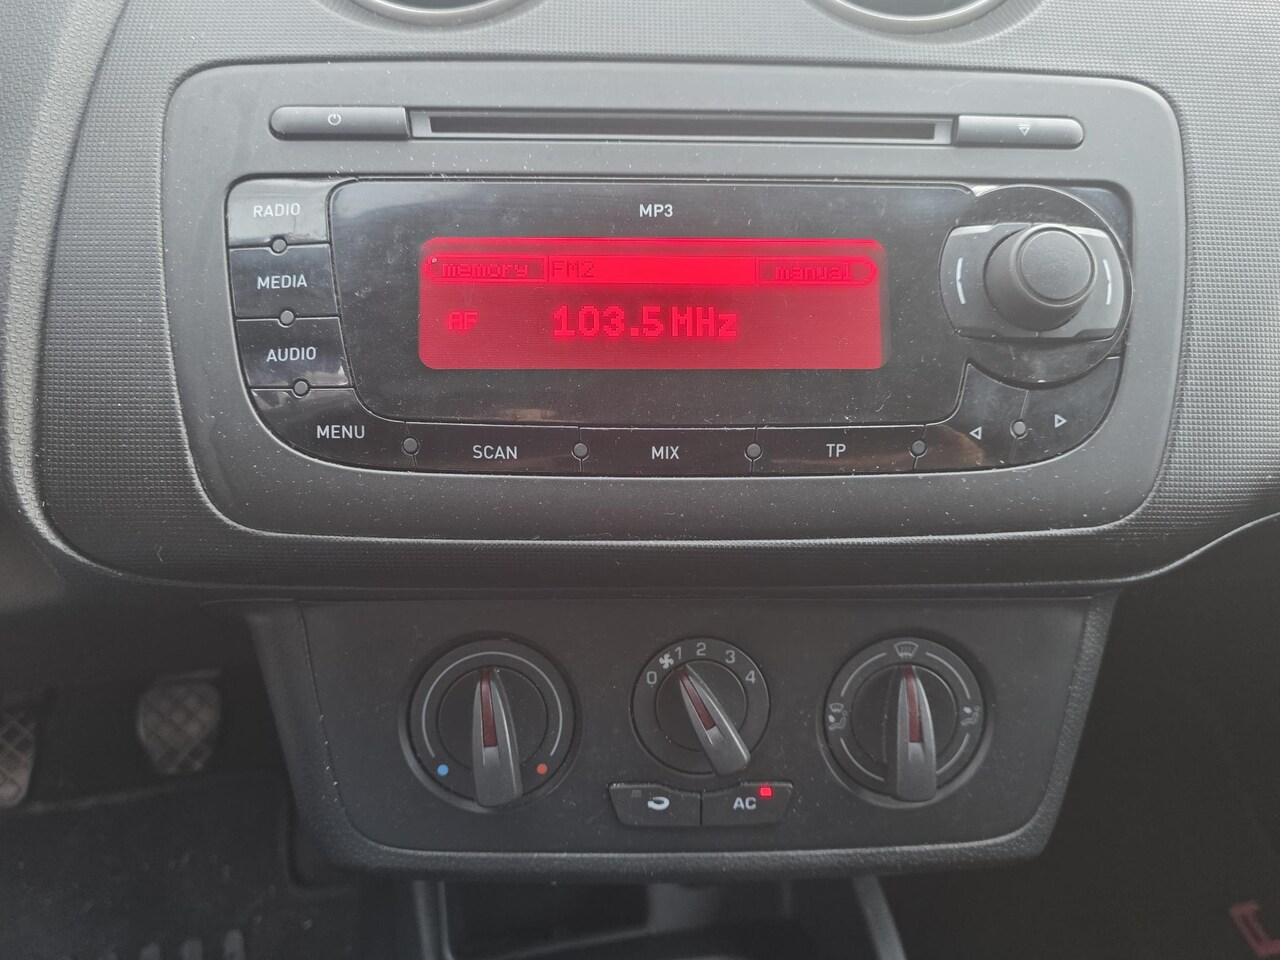 RADIO
MP3
MEDIA
memory FM2 manual
AF 103.5 MHz
AUDIO
MENU
SCAN
MIX
TP
0 1 2 3 4
AC